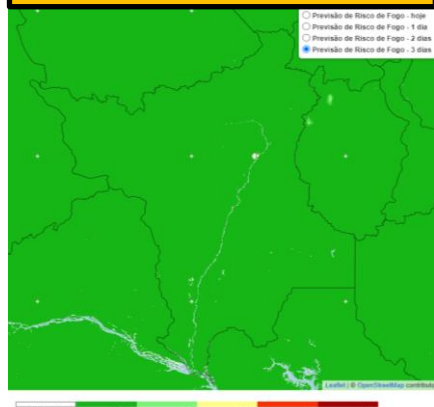 Previsão de Risco de Fogo - hoje
Previsão de Risco de Fogo - 1 dia
Previsão de Risco de Fogo - 2 dias
Previsão de Risco de Fogo - 3 dias
Leaflet | © OpenStreetMap